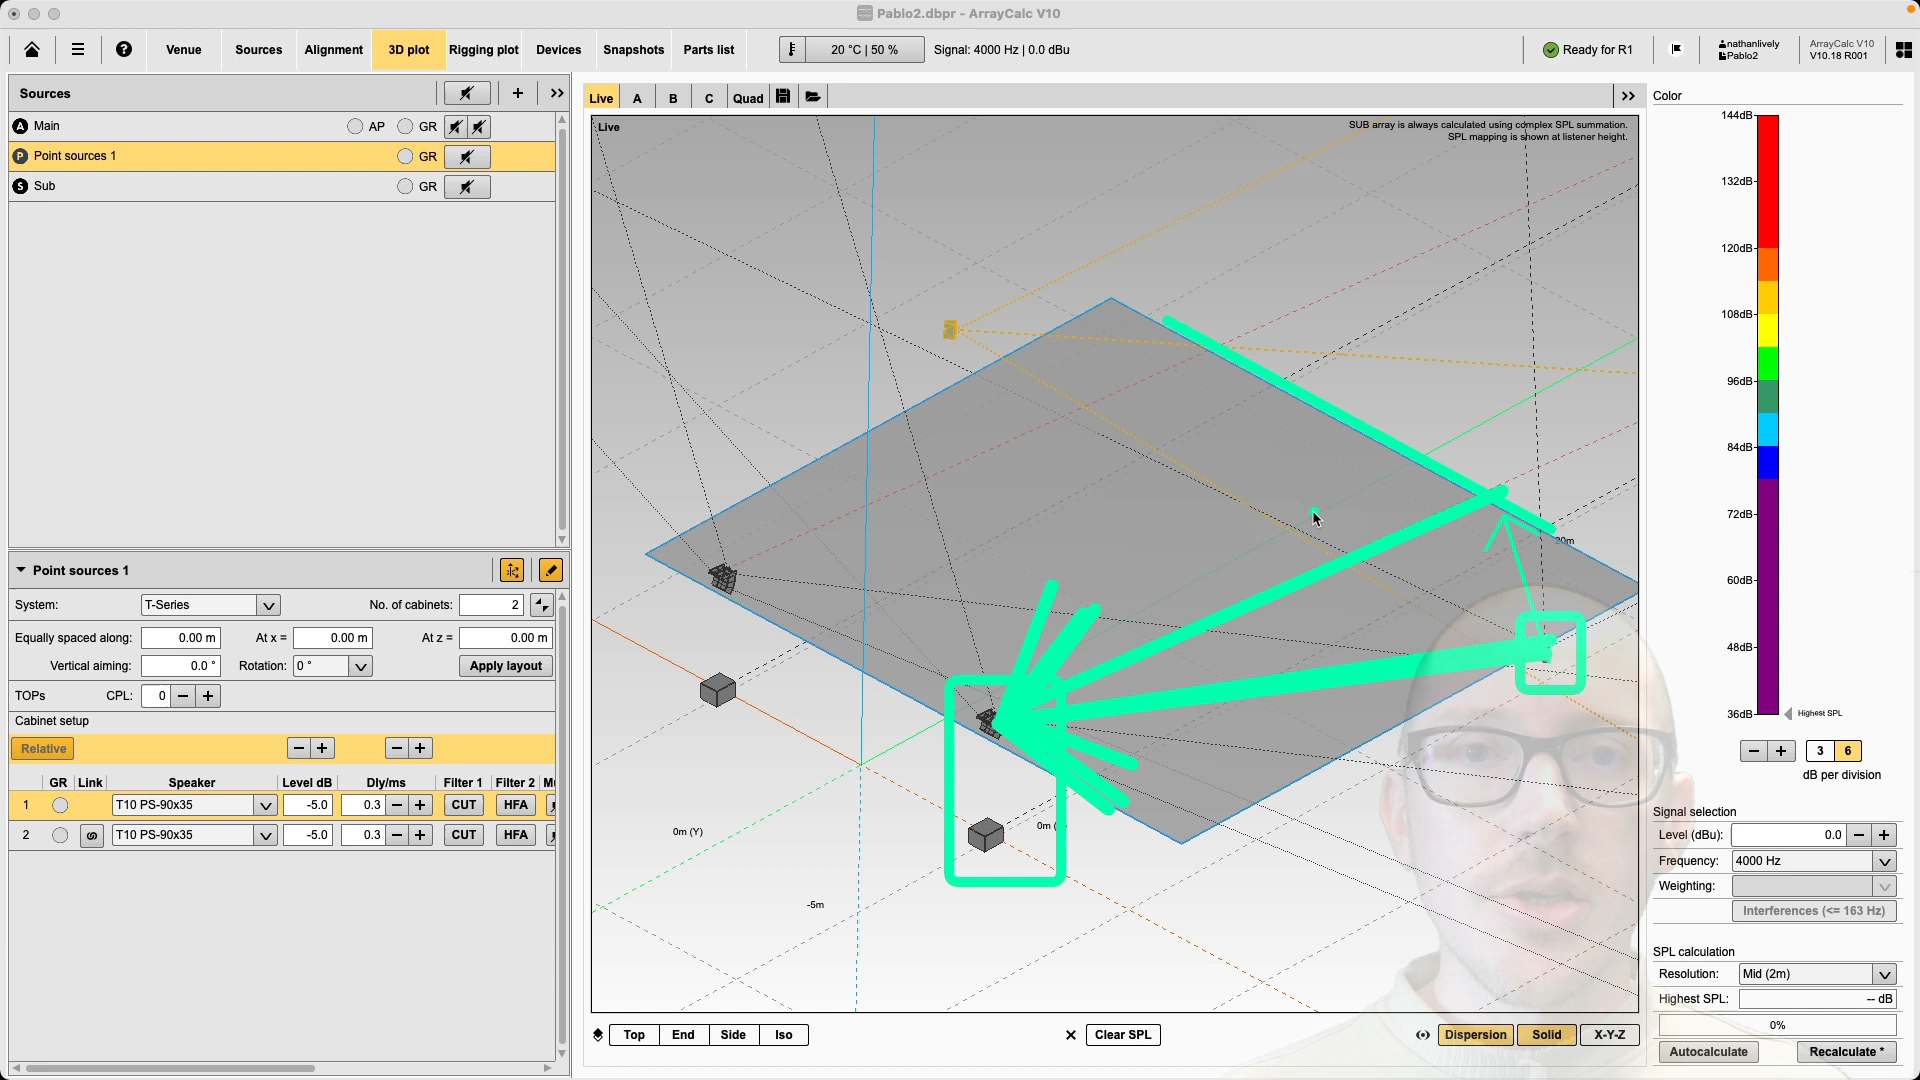 Pablo2.dbpr - ArrayCalc V10
Venue Sources Alignment 3D plot Rigging plot Devices Snapshots Parts list
20 °C | 50 %
Signal: 4000 Hz | 0.0 dBu
Ready for R1
nathanlively
Pablo2
ArrayCalc V10
V10.18 R001
Sources
A Main AP GR
P Point sources 1 GR
S Sub GR
Point sources 1
System: T-Series No. of cabinets: 2
Equally spaced along: 0.00 m At x = 0.00 m At z = 0.00 m
Vertical aiming: 0.0 ° Rotation: 0 ° Apply layout
TOPs CPL: 0
Cabinet setup
Relative
GR Link Speaker Level dB Dly/ms Filter 1 Filter 2
1 T10 PS-90x35 -5.0 0.3 CUT HFA
2 T10 PS-90x35 -5.0 0.3 CUT HFA
Live A B C Quad
Live
SUB array is always calculated using complex SPL summation.
SPL mapping is shown at listener height.
20m
0m (Y)
0m (
-5m
Top End Side Iso
Clear SPL
Dispersion Solid X-Y-Z
Color
144dB
132dB
120dB
108dB
96dB
84dB
72dB
60dB
48dB
36dB
Highest SPL
3 6
dB per division
Signal selection
Level (dBu): 0.0
Frequency: 4000 Hz
Weighting:
Interferences (<= 163 Hz)
SPL calculation
Resolution: Mid (2m)
Highest SPL: -- dB
0%
Autocalculate Recalculate *